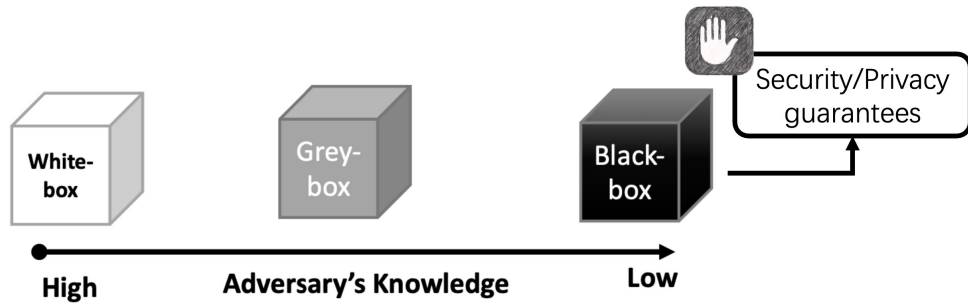 Security/Privacy
guarantees
White-
box
Grey-
box
Black-
box
High
Adversary's Knowledge
Low